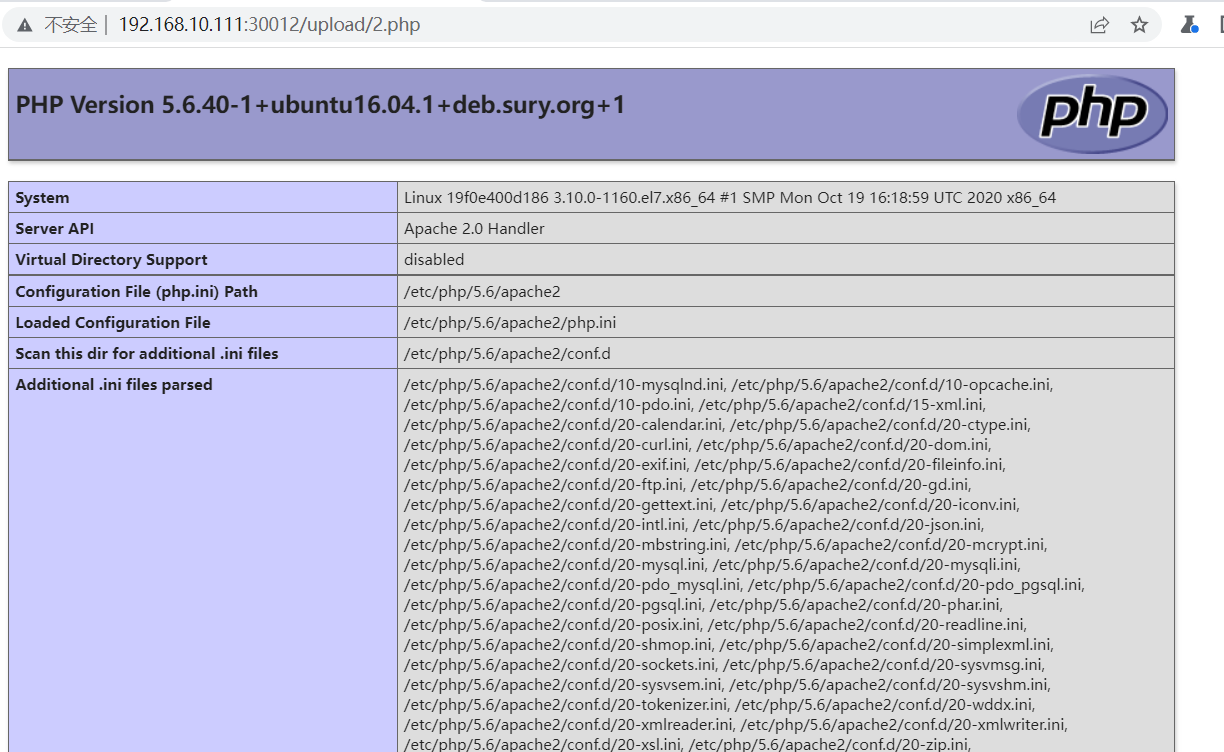 不安全 | 192.168.10.111:30012/upload/2.php
PHP Version 5.6.40-1+ubuntu16.04.1+deb.sury.org+1
php
System Linux 19f0e400d186 3.10.0-1160.el7.x86_64 #1 SMP Mon Oct 19 16:18:59 UTC 2020 x86_64
Server API Apache 2.0 Handler
Virtual Directory Support disabled
Configuration File (php.ini) Path /etc/php/5.6/apache2
Loaded Configuration File /etc/php/5.6/apache2/php.ini
Scan this dir for additional .ini files /etc/php/5.6/apache2/conf.d
Additional .ini files parsed /etc/php/5.6/apache2/conf.d/10-mysqlnd.ini, /etc/php/5.6/apache2/conf.d/10-opcache.ini,
/etc/php/5.6/apache2/conf.d/10-pdo.ini, /etc/php/5.6/apache2/conf.d/15-xml.ini,
/etc/php/5.6/apache2/conf.d/20-calendar.ini, /etc/php/5.6/apache2/conf.d/20-ctype.ini,
/etc/php/5.6/apache2/conf.d/20-curl.ini, /etc/php/5.6/apache2/conf.d/20-dom.ini,
/etc/php/5.6/apache2/conf.d/20-exif.ini, /etc/php/5.6/apache2/conf.d/20-fileinfo.ini,
/etc/php/5.6/apache2/conf.d/20-ftp.ini, /etc/php/5.6/apache2/conf.d/20-gd.ini,
/etc/php/5.6/apache2/conf.d/20-gettext.ini, /etc/php/5.6/apache2/conf.d/20-iconv.ini,
/etc/php/5.6/apache2/conf.d/20-intl.ini, /etc/php/5.6/apache2/conf.d/20-json.ini,
/etc/php/5.6/apache2/conf.d/20-mbstring.ini, /etc/php/5.6/apache2/conf.d/20-mcrypt.ini,
/etc/php/5.6/apache2/conf.d/20-mysql.ini, /etc/php/5.6/apache2/conf.d/20-mysqli.ini,
/etc/php/5.6/apache2/conf.d/20-pdo_mysql.ini, /etc/php/5.6/apache2/conf.d/20-pdo_pgsql.ini,
/etc/php/5.6/apache2/conf.d/20-pgsql.ini, /etc/php/5.6/apache2/conf.d/20-phar.ini,
/etc/php/5.6/apache2/conf.d/20-posix.ini, /etc/php/5.6/apache2/conf.d/20-readline.ini,
/etc/php/5.6/apache2/conf.d/20-shmop.ini, /etc/php/5.6/apache2/conf.d/20-simplexml.ini,
/etc/php/5.6/apache2/conf.d/20-sockets.ini, /etc/php/5.6/apache2/conf.d/20-sysvmsg.ini,
/etc/php/5.6/apache2/conf.d/20-sysvsem.ini, /etc/php/5.6/apache2/conf.d/20-sysvshm.ini,
/etc/php/5.6/apache2/conf.d/20-tokenizer.ini, /etc/php/5.6/apache2/conf.d/20-wddx.ini,
/etc/php/5.6/apache2/conf.d/20-xmlreader.ini, /etc/php/5.6/apache2/conf.d/20-xmlwriter.ini,
/etc/php/5.6/apache2/conf.d/20-xsl.ini, /etc/php/5.6/apache2/conf.d/20-zip.ini,